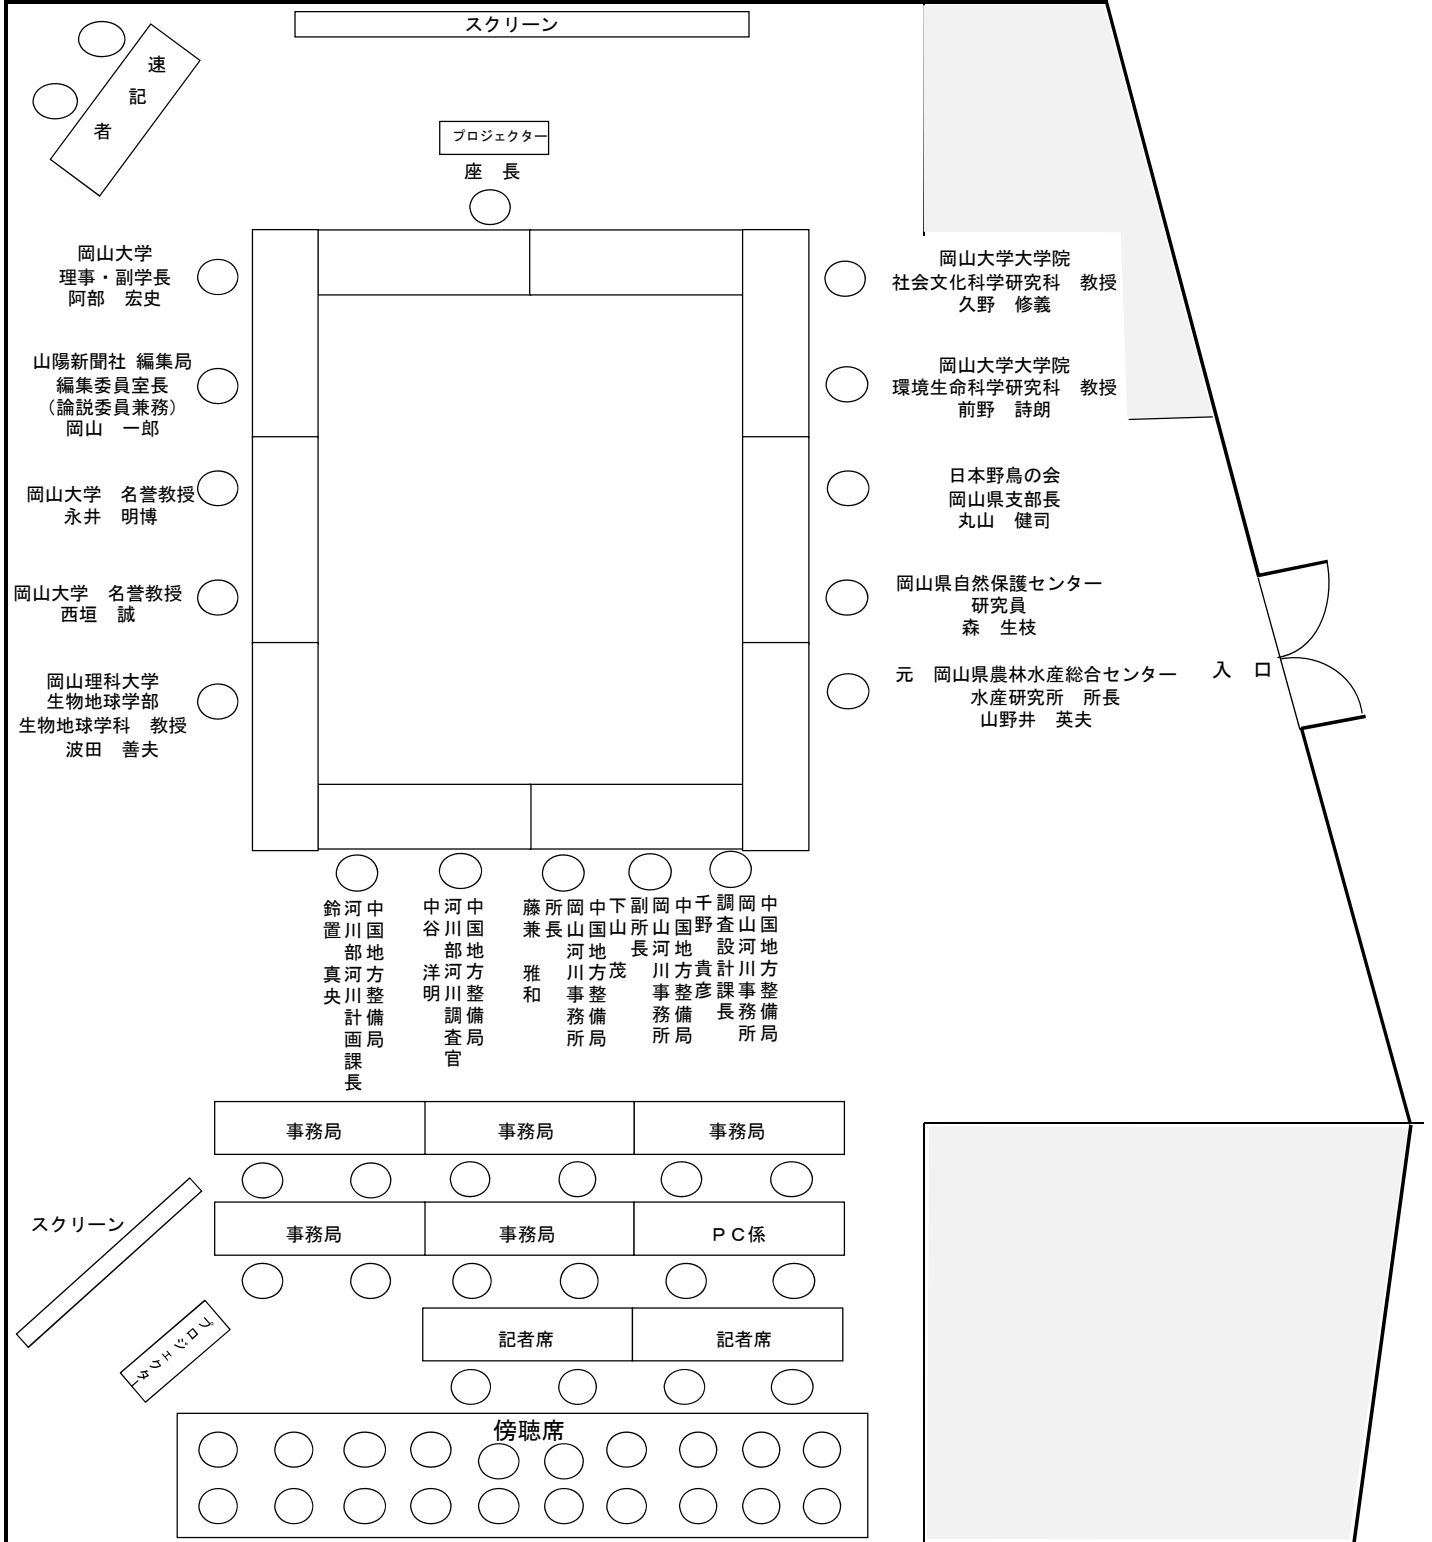 スクリーン
速記者
プロジェクター
座　長
岡山大学
理事・副学長
阿部　宏史
山陽新聞社 編集局
編集委員室長
（論説委員兼務）
岡山　一郎
岡山大学　名誉教授
永井　明博
岡山大学　名誉教授
西垣　誠
岡山理科大学
生物地球学部
生物地球学科　教授
波田　善夫
岡山大学大学院
社会文化科学研究科　教授
久野　修義
岡山大学大学院
環境生命科学研究科　教授
前野　詩朗
日本野鳥の会
岡山県支部長
丸山　健司
岡山県自然保護センター
研究員
森　生枝
元　岡山県農林水産総合センター
水産研究所　所長
山野井　英夫
入　口
中国地方整備局
河川部河川計画課長
鈴置　真央
中国地方整備局
河川部河川調査官
中谷　洋明
中国地方整備局
岡山河川事務所
所長
藤兼　雅和
中国地方整備局
岡山河川事務所
副所長
下山　茂
中国地方整備局
岡山河川事務所
調査設計課長
千野　貴彦
事務局
事務局
事務局
スクリーン
事務局
事務局
ＰＣ係
プロジェクター
記者席
記者席
傍聴席